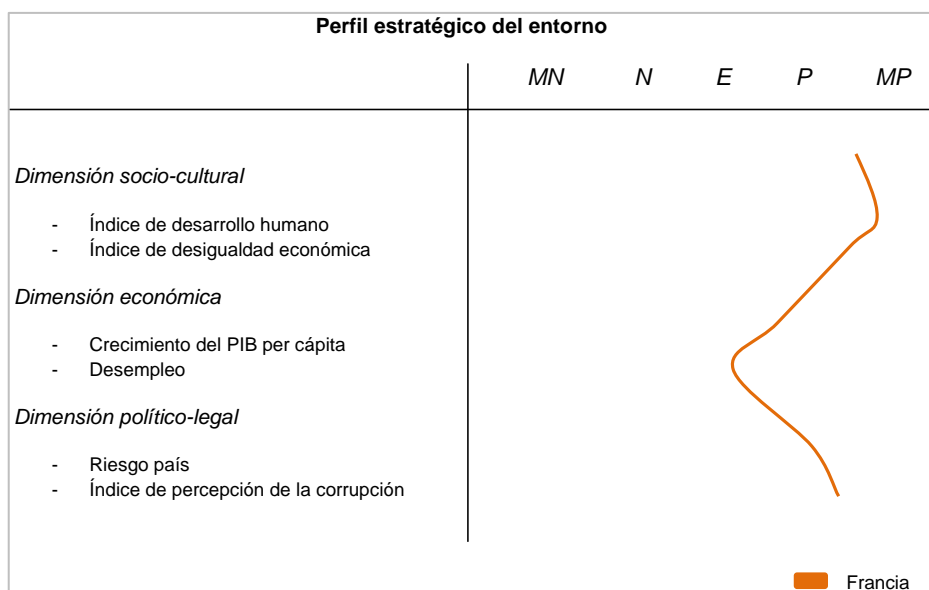 Perfil estratégico del entorno
MN N E P MP
Dimensión socio-cultural
- Índice de desarrollo humano
- Índice de desigualdad económica
Dimensión económica
- Crecimiento del PIB per cápita
- Desempleo
Dimensión político-legal
- Riesgo país
- Índice de percepción de la corrupción
Francia